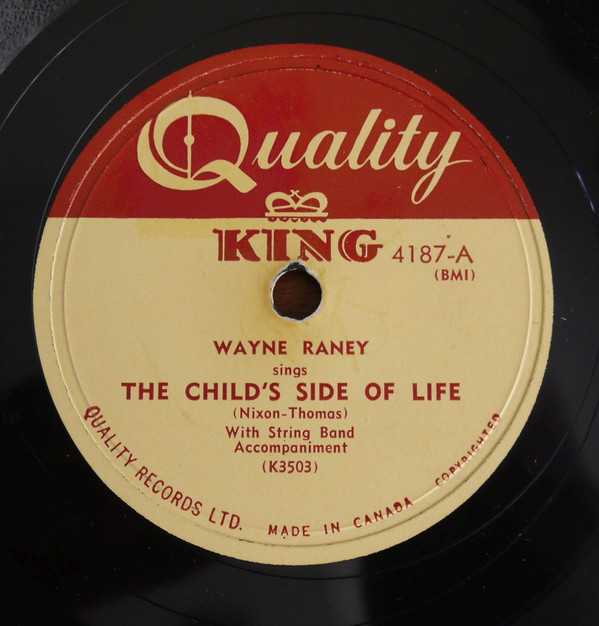 Quality
KING 4187-A
(BMI)
WAYNE RANEY
sings
THE CHILD'S SIDE OF LIFE
(Nixon-Thomas)
With String Band
Accompaniment
(K3503)
QUALITY RECORDS LTD. MADE IN CANADA COPYRIGHTED